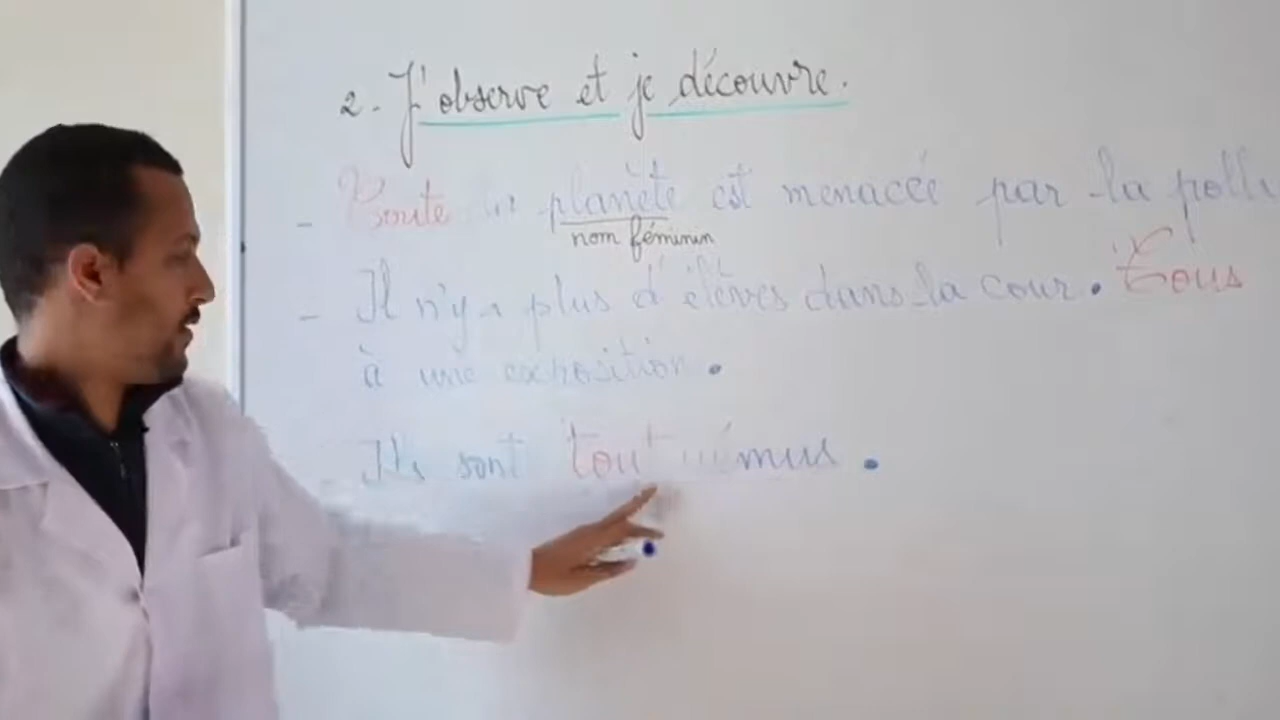 2. J'observe et je découvre.
- Toute la planète est menacée par la pollu
nom féminin
- Il n'y a plus d'élèves dans la cour. Tous
à une exposition.
- Ils sont tout émus.